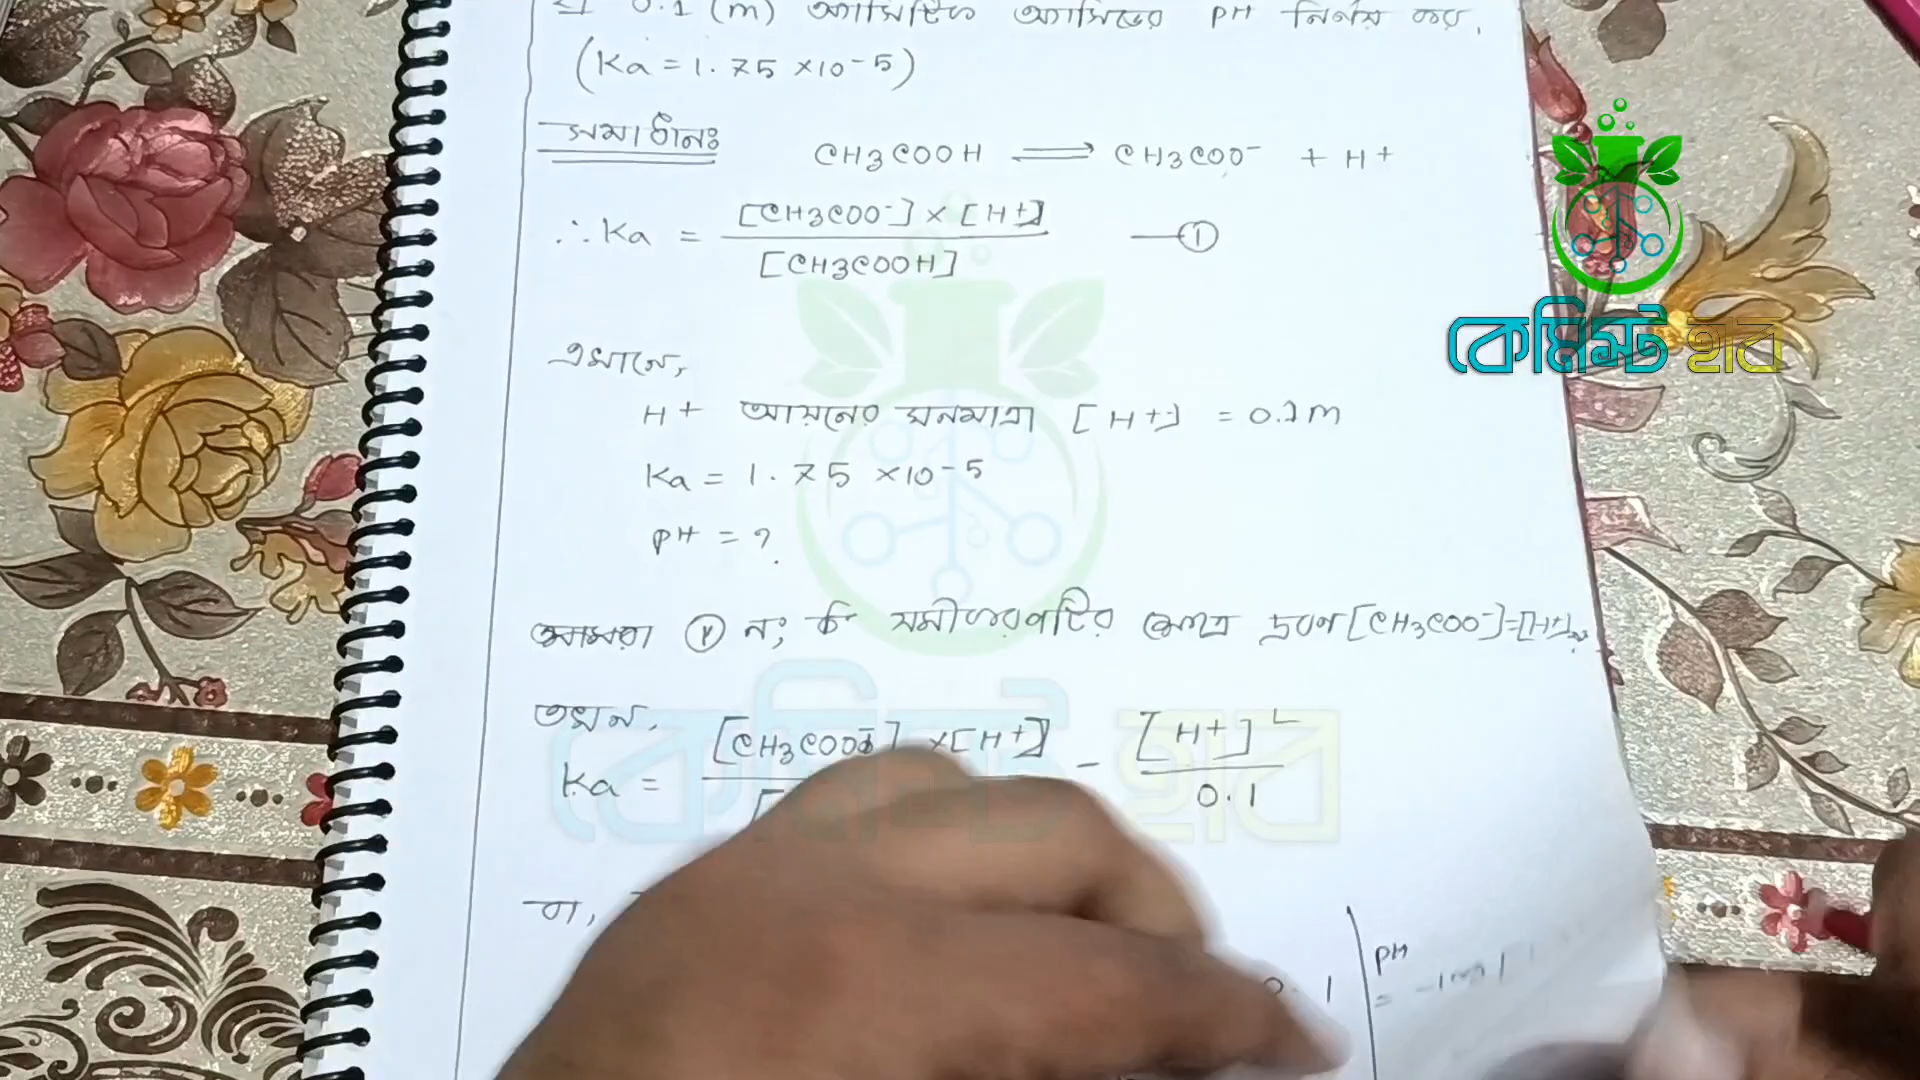 0.1 (m) অ্যাসিটিক অ্যাসিডের pH নির্ণয় কর.
(Ka = 1.75 ×10-5)
সমাধানঃ CH3COOH ⇌ CH3COO- + H+
∴ Ka = [CH3COO-] × [H+] / [CH3COOH] —①
এখানে,
H+ আয়নের ঘনমাত্রা [H+] = 0.1m
Ka = 1.75 ×10-5
pH = ?
আমরা নং সমীকরণটির [CH3COO-]=[H+]
তখন,
Ka = [CH3COO-] ×[H+] - [H+]² / 0.1
বা,
0.1
pH
=
কেমিস্ট হাব
কেমিস্ট হাব